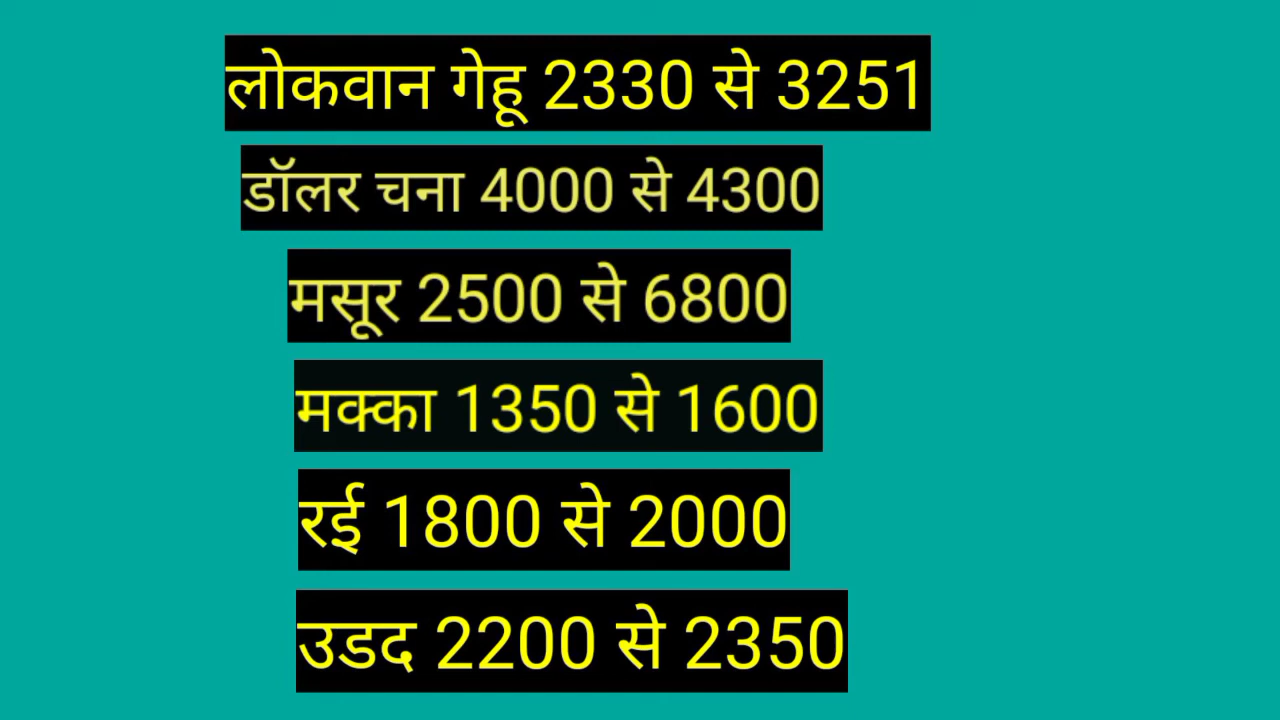 लोकवान गेहू 2330 से 3251
डॉलर चना 4000 से 4300
मसूर 2500 से 6800
मक्का 1350 से 1600
रई 1800 से 2000
उडद 2200 से 2350